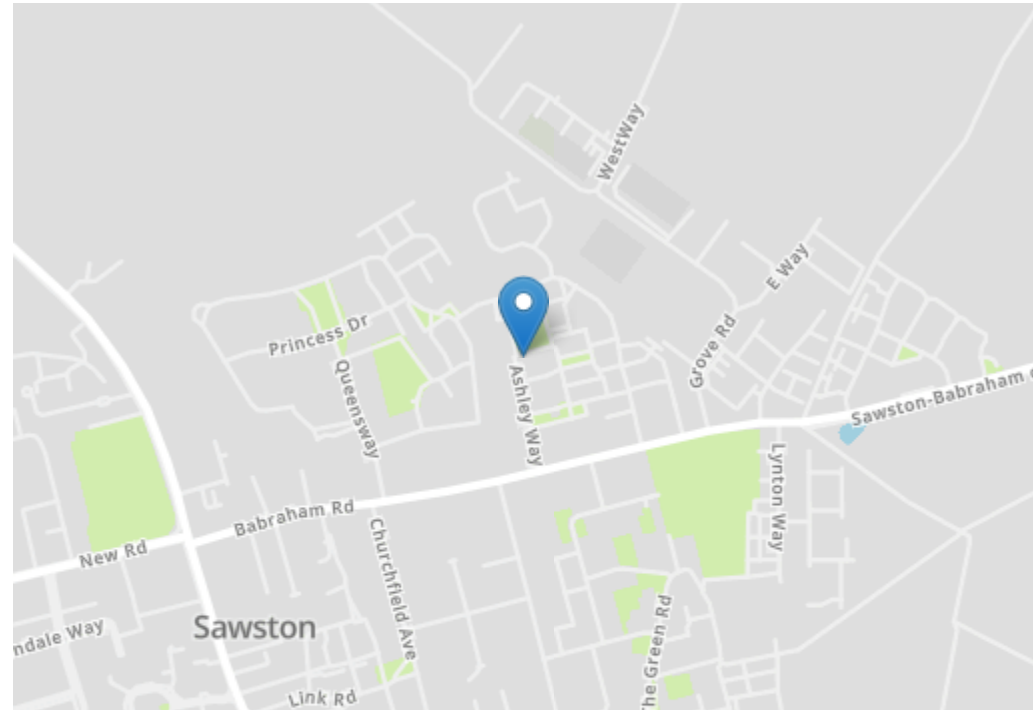 WestWay
E Way
Princess Dr
Grove Rd
Queensway
Ashley Way
Sawston-Babraham
Lynton Way
Babraham Rd
New Rd
Churchfield Ave
Sawston
ndale Way
The Green Rd
Link Rd